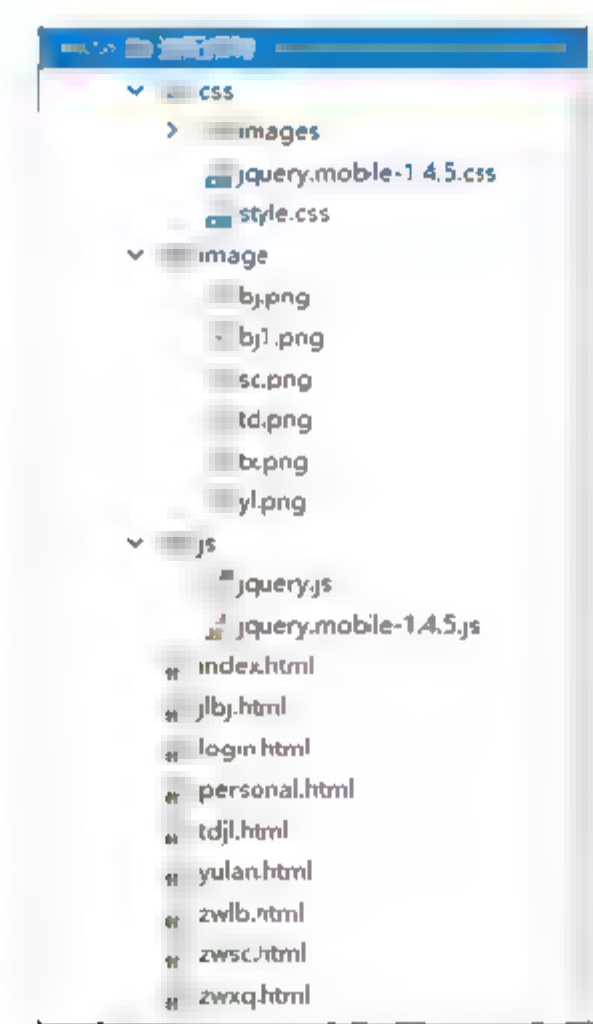 css
images
jquery.mobile-1.4.5.css
style.css
image
bj.png
bj1.png
sc.png
td.png
tx.png
yl.png
js
jquery.js
jquery.mobile-1.4.5.js
index.html
jlbj.html
login.html
personal.html
tdjl.html
yulan.html
zwlb.html
zwsc.html
zwxq.html